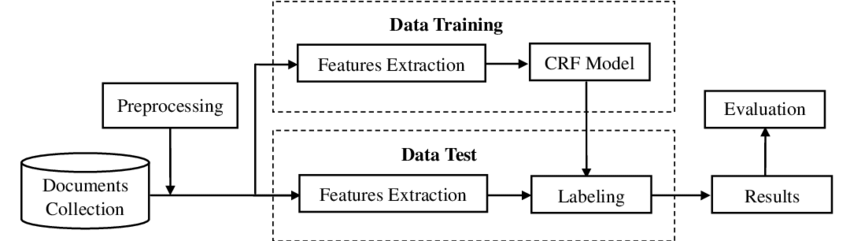 Data Training
Features Extraction
CRF Model
Preprocessing
Evaluation
Data Test
Documents
Collection
Features Extraction
Labeling
Results